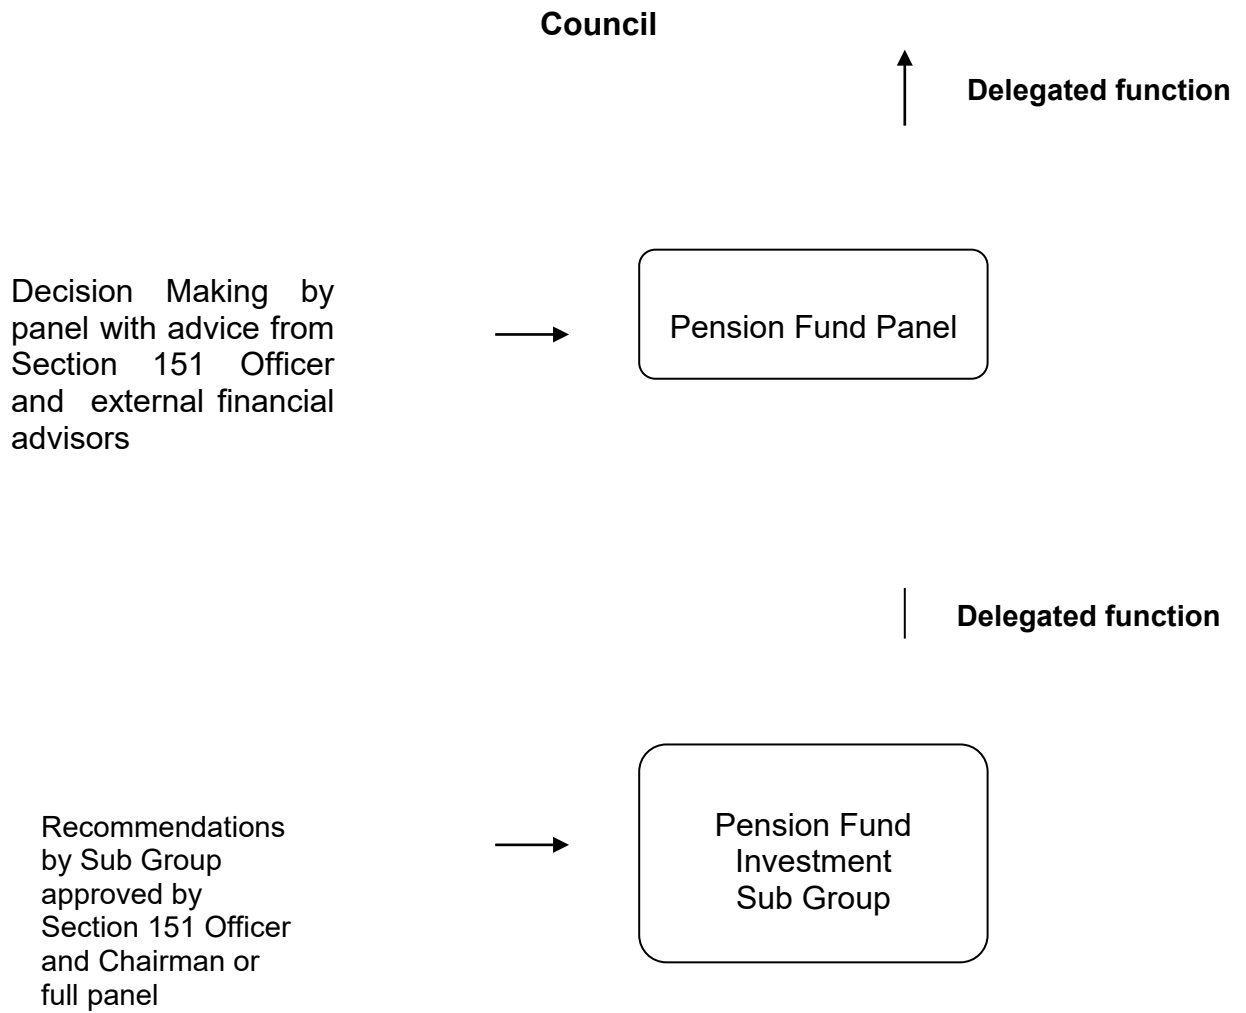 Council
Delegated function
Decision Making by
panel with advice from
Section 151 Officer
and external financial
advisors
Pension Fund Panel
Delegated function
Recommendations
by Sub Group
approved by
Section 151 Officer
and Chairman or
full panel
Pension Fund
Investment
Sub Group